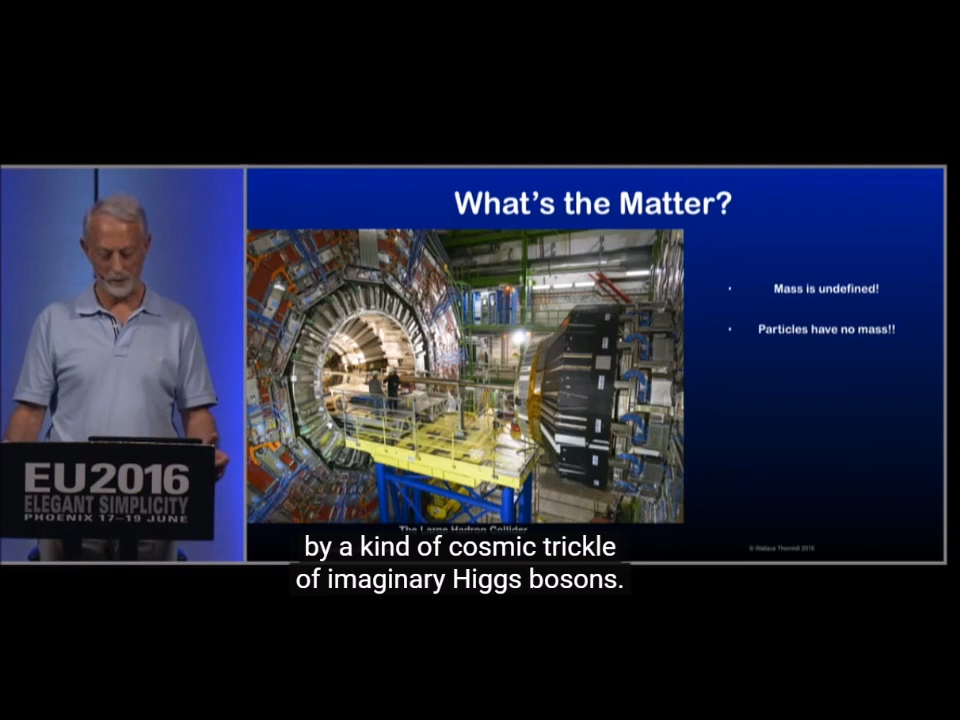 What's the Matter?
• Mass is undefined!
• Particles have no mass!!
EU2016
ELEGANT SIMPLICITY
PHOENIX 17–19 JUNE
The Large Hadron Collider
© Wallace Thornhill 2016
by a kind of cosmic trickle
of imaginary Higgs bosons.